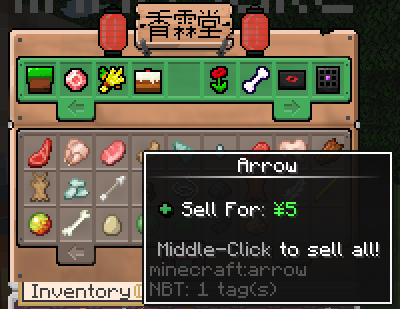 香霖堂
Arrow
+ Sell For: ¥5
Middle-Click to sell all!
minecraft:arrow
NBT: 1 tag(s)
Inventory